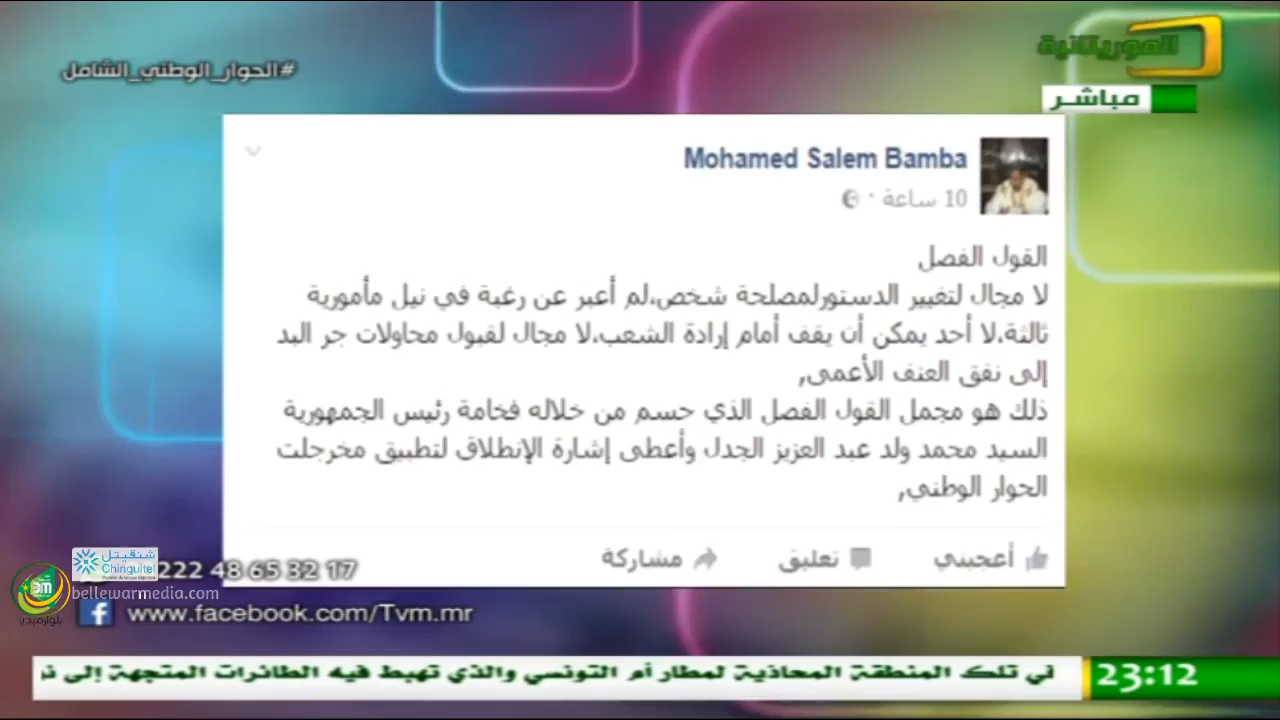 الموريتانية
مباشر
#الحوار_الوطني_الشامل
Mohamed Salem Bamba
10 ساعة ·
القول الفصل
لا مجال لتغيير الدستورلمصلحة شخص،لم أعبر عن رغبة في نيل مأمورية
ثالثة،لا أحد يمكن أن يقف أمام إرادة الشعب،لا مجال لقبول محاولات جر البد
إلى نفق العنف الأعمى,
ذلك هو مجمل القول الفصل الذي حسم من خلاله فخامة رئيس الجمهورية
السيد محمد ولد عبد العزيز الجدل وأعطى إشارة الإنطلاق لتطبيق مخرجلت
الحوار الوطني,
أعجبني تعليق مشاركة
شنقيتل
Chinguitel
222 48 65 32 17
bellewarmedia.com
بلوارميديا
www.facebook.com/Tvm.mr
23:12
تلك المنطقة المحاذية لمطار أم التونسي والذي تهبط فيه الطائرات المتجهة إلى